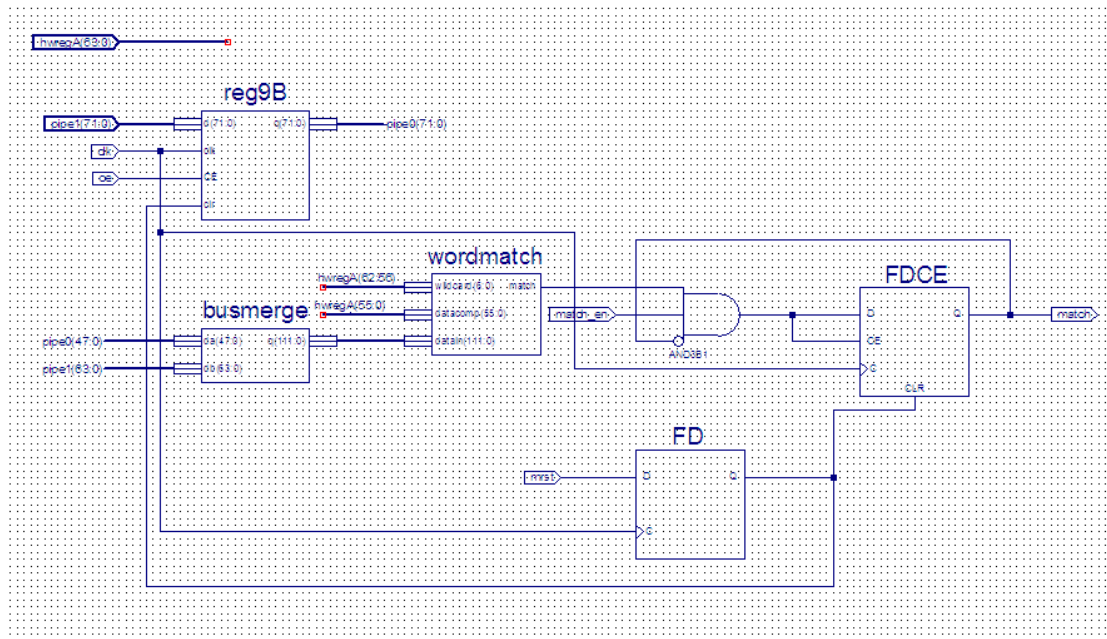 hwregA(63:0)
reg9B
pipe1(71:0)
d(71:0)
q(71:0)
pipe0(71:0)
clk
clk
ce
CE
clr
wordmatch
FDCE
hwregA(62:56)
wildcard(6:0)
match
busmerge
hwregA(55:0)
datacomp(55:0)
match_en
D
Q
match
pipe0(47:0)
da(47:0)
q(111:0)
datain(111:0)
CE
AND3B1
pipe1(63:0)
db(63:0)
C
CLR
FD
mrst
D
Q
C